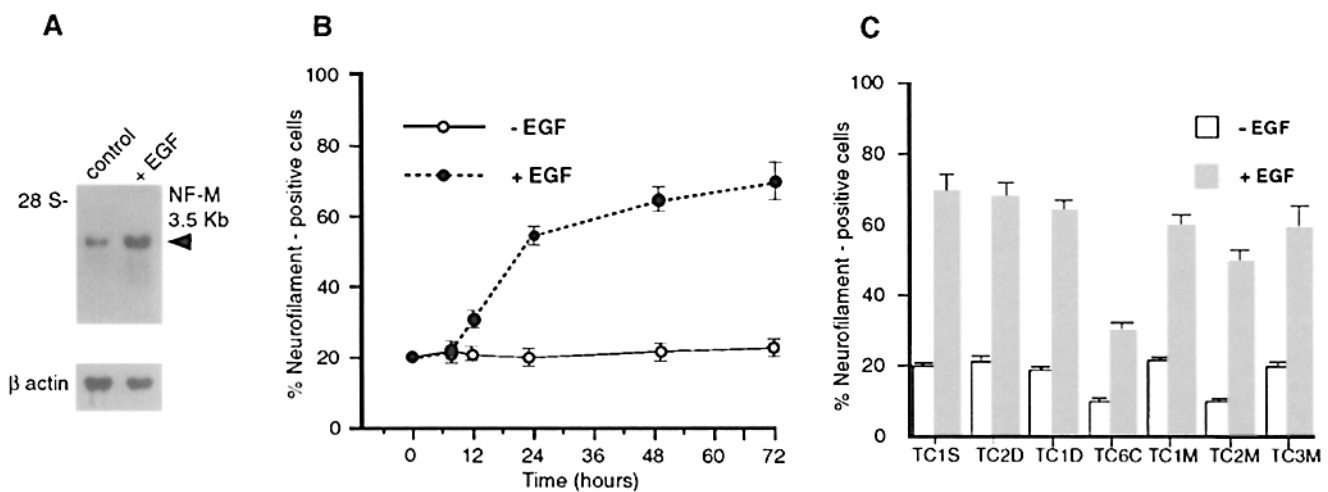 A
control
+ EGF
28 S-
NF-M
3.5 Kb
β actin
B
% Neurofilament - positive cells
100
80
60
40
20
0
- EGF
+ EGF
0 12 24 36 48 60 72
Time (hours)
C
% Neurofilament - positive cells
100
80
60
40
20
0
- EGF
+ EGF
TC1S TC2D TC1D TC6C TC1M TC2M TC3M